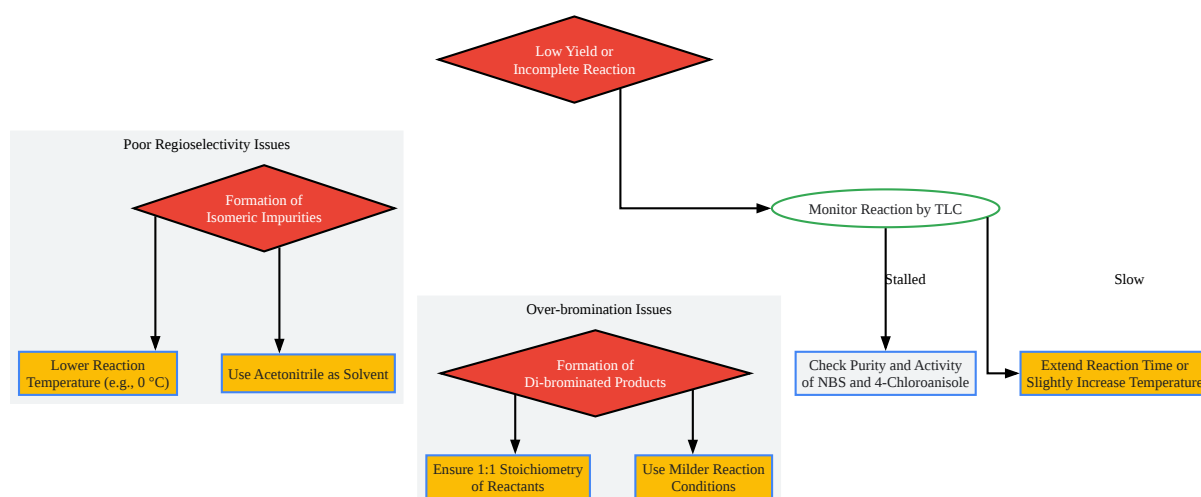 Low Yield or
Incomplete Reaction
Poor Regioselectivity Issues
Formation of
Isomeric Impurities
Monitor Reaction by TLC
Stalled
Slow
Over-bromination Issues
Lower Reaction
Temperature (e.g., 0 °C)
Use Acetonitrile as Solvent
Formation of
Di-brominated Products
Check Purity and Activity
of NBS and 4-Chloroanisole
Extend Reaction Time or
Slightly Increase Temperature
Ensure 1:1 Stoichiometry
of Reactants
Use Milder Reaction
Conditions